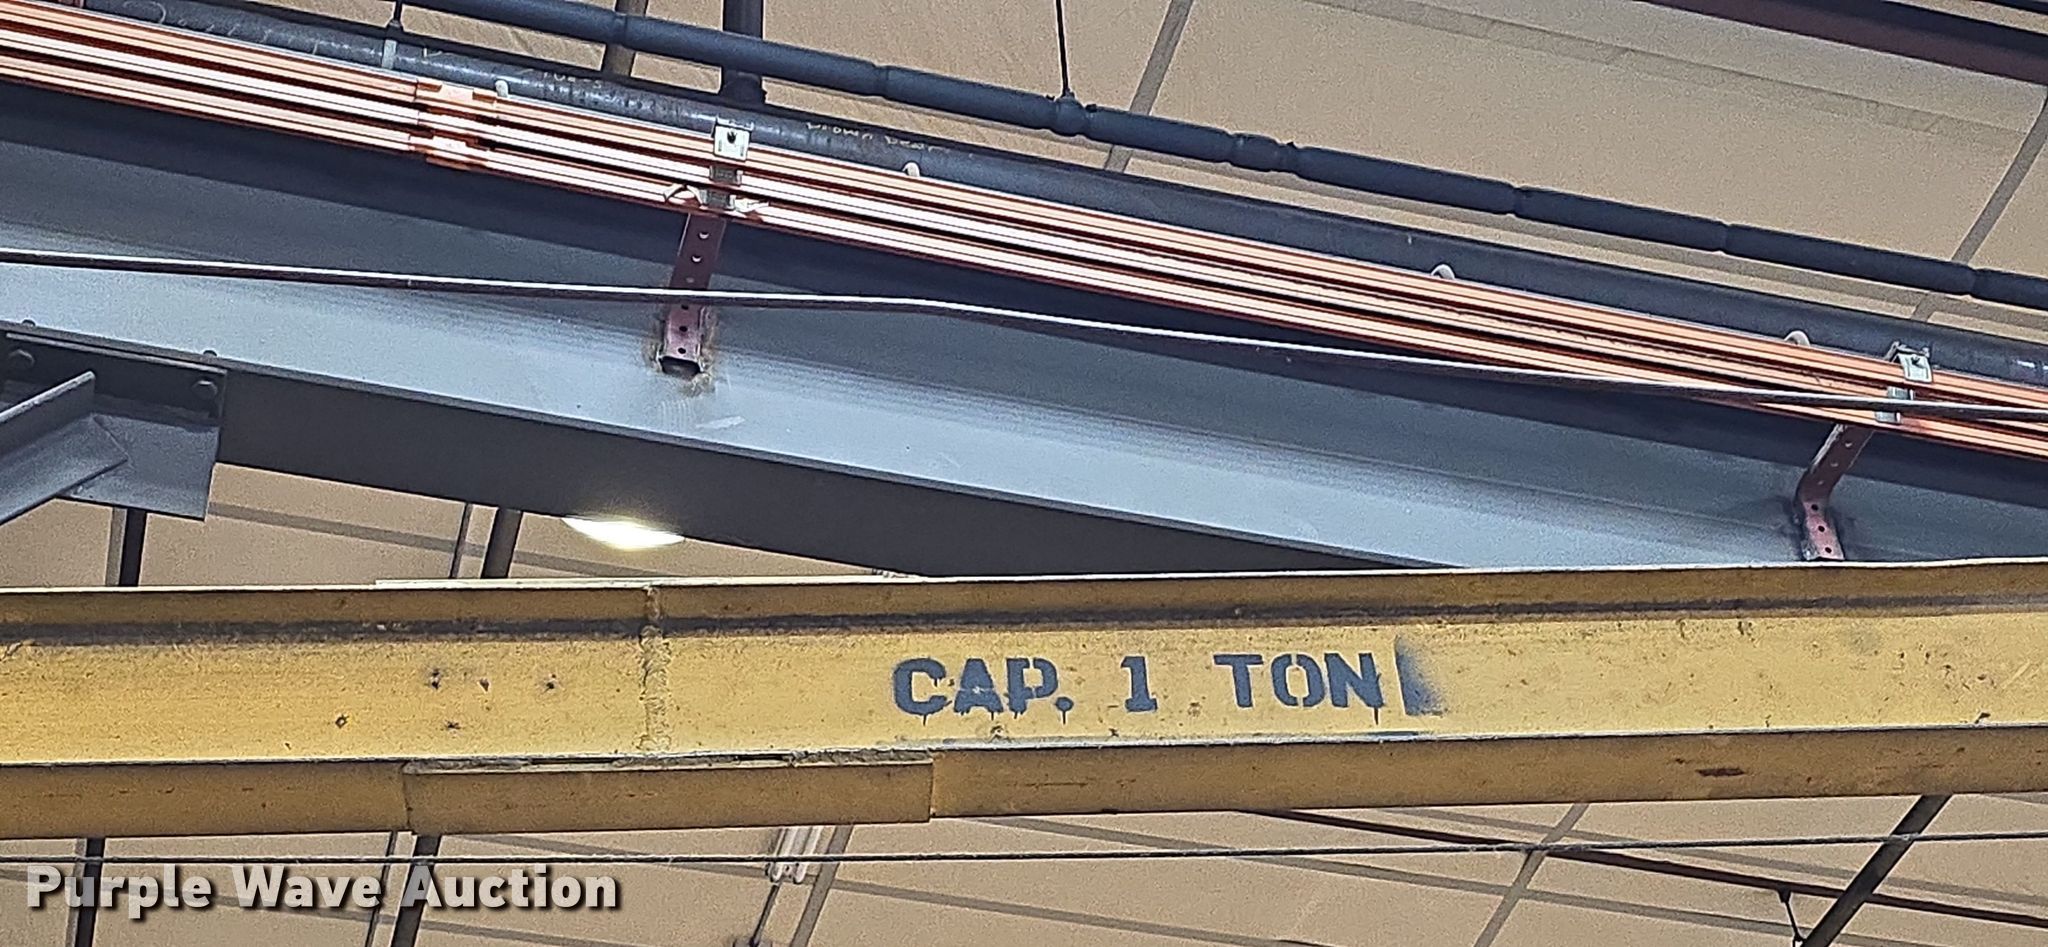 CAP. 1 TON
Purple Wave Auction